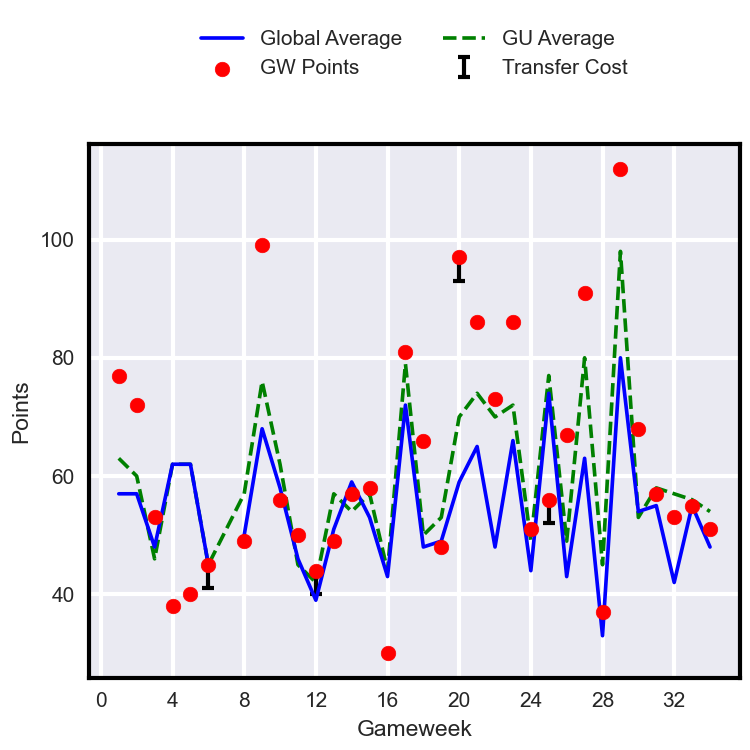 Global Average
GU Average
GW Points
Transfer Cost
100
80
60
40
Points
0 4 8 12 16 20 24 28 32
Gameweek